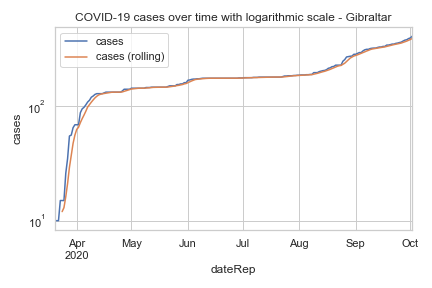 COVID-19 cases over time with logarithmic scale - Gibraltar
cases
cases (rolling)
10²
10¹
cases
Apr
2020
May
Jun
Jul
Aug
Sep
Oct
dateRep